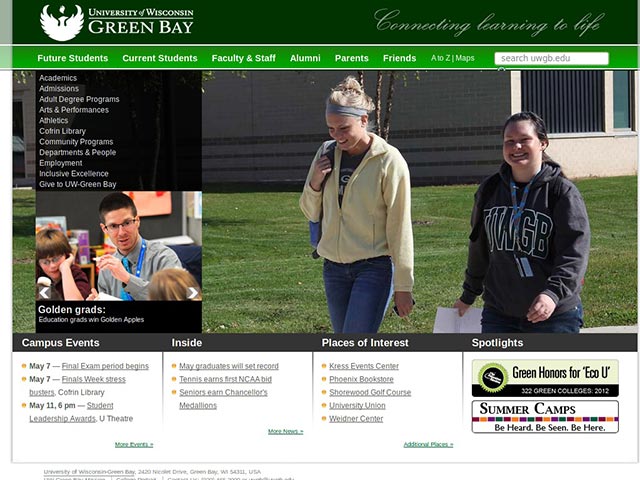 UNIVERSITY of WISCONSIN
GREEN BAY
Connecting learning to life
Future Students Current Students Faculty & Staff Alumni Parents Friends A to Z | Maps search uwgb.edu
Academics
Admissions
Adult Degree Programs
Arts & Performances
Athletics
Cofrin Library
Community Programs
Departments & People
Employment
Inclusive Excellence
Give to UW-Green Bay
UWGB
Golden grads:
Education grads win Golden Apples
Campus Events
May 7 — Final Exam period begins
May 7 — Finals Week stress
busters, Cofrin Library
May 11, 6 pm — Student
Leadership Awards, U Theatre
More Events »
Inside
May graduates will set record
Tennis earns first NCAA bid
Seniors earn Chancellor's
Medallions
More News »
Places of Interest
Kress Events Center
Phoenix Bookstore
Shorewood Golf Course
University Union
Weidner Center
Additional Places »
Spotlights
Green Honors for 'Eco U'
322 GREEN COLLEGES: 2012
SUMMER CAMPS
Be Heard. Be Seen. Be Here.
University of Wisconsin-Green Bay, 2420 Nicolet Drive, Green Bay, WI 54311, USA